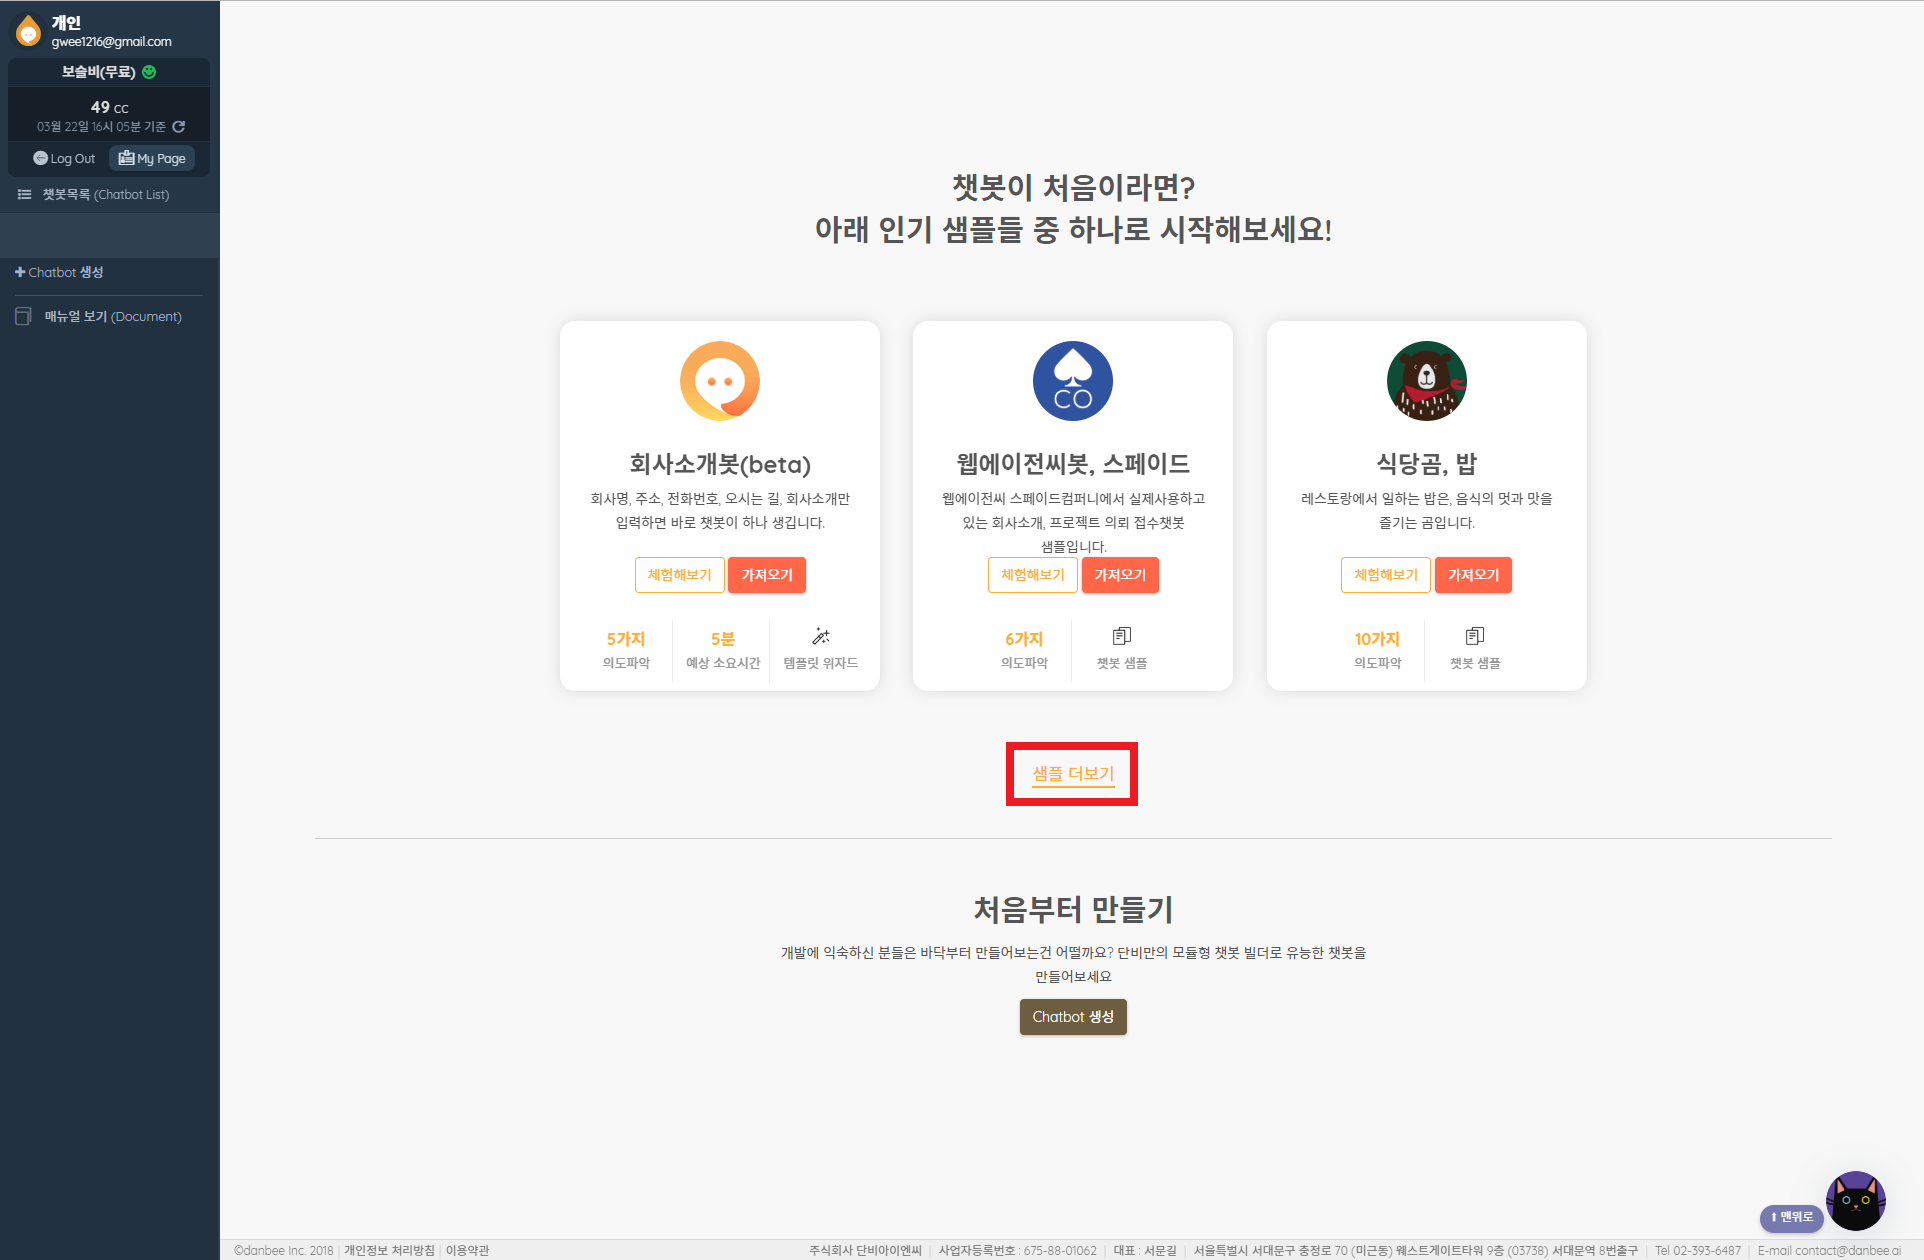 개인
gwee1216@gmail.com
보슬비(무료)
49 cc
03월 22일 16시 05분 기준
Log Out
My Page
챗봇목록 (Chatbot List)
Chatbot 생성
매뉴얼 보기 (Document)
챗봇이 처음이라면?
아래 인기 샘플들 중 하나로 시작해보세요!
회사소개봇(beta)
회사명, 주소, 전화번호, 오시는 길, 회사소개만
입력하면 바로 챗봇이 하나 생깁니다.
체험해보기
가져오기
5가지
의도파악
5분
예상 소요시간
템플릿 위자드
CO
웹에이전씨봇, 스페이드
웹에이전씨 스페이드컴퍼니에서 실제사용하고
있는 회사소개, 프로젝트 의뢰 접수챗봇
샘플입니다.
체험해보기
가져오기
6가지
의도파악
챗봇 샘플
식당곰, 밥
레스토랑에서 일하는 밥은, 음식의 멋과 맛을
즐기는 곰입니다.
체험해보기
가져오기
10가지
의도파악
챗봇 샘플
샘플 더보기
처음부터 만들기
개발에 익숙하신 분들은 바닥부터 만들어보는건 어떨까요? 단비만의 모듈형 챗봇 빌더로 유능한 챗봇을
만들어보세요
Chatbot 생성
맨위로
©danbee Inc. 2018 | 개인정보 처리방침 | 이용약관
주식회사 단비아이엔씨 | 사업자등록번호 : 675-88-01062 | 대표 : 서문길 | 서울특별시 서대문구 충정로 70 (미근동) 웨스트게이트타워 9층 (03738) 서대문역 8번출구 | Tel 02-393-6487 | E-mail contact@danbee.ai